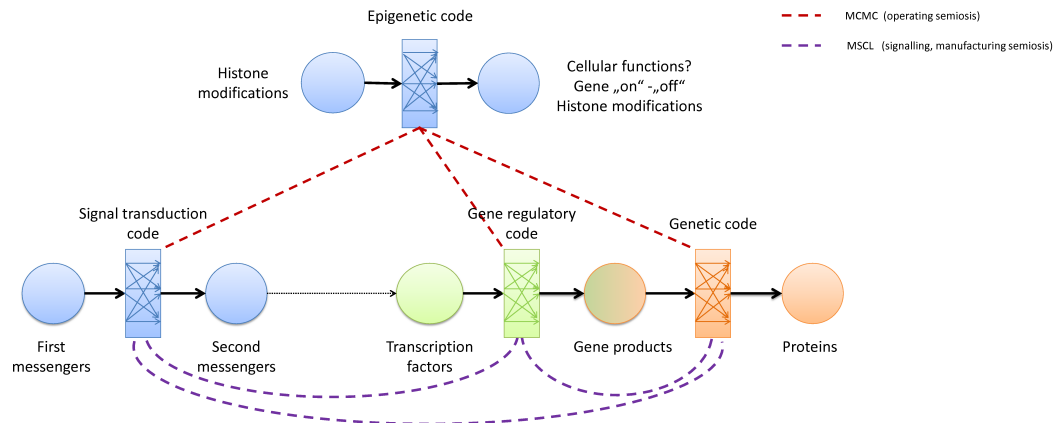 Epigenetic code
MCMC (operating semiosis)
MSCL (signalling, manufacturing semiosis)
Histone
modifications
Cellular functions?
Gene „on“ -„off“
Histone modifications
Signal transduction
code
Gene regulatory
code
Genetic code
First
messengers
Second
messengers
Transcription
factors
Gene products
Proteins